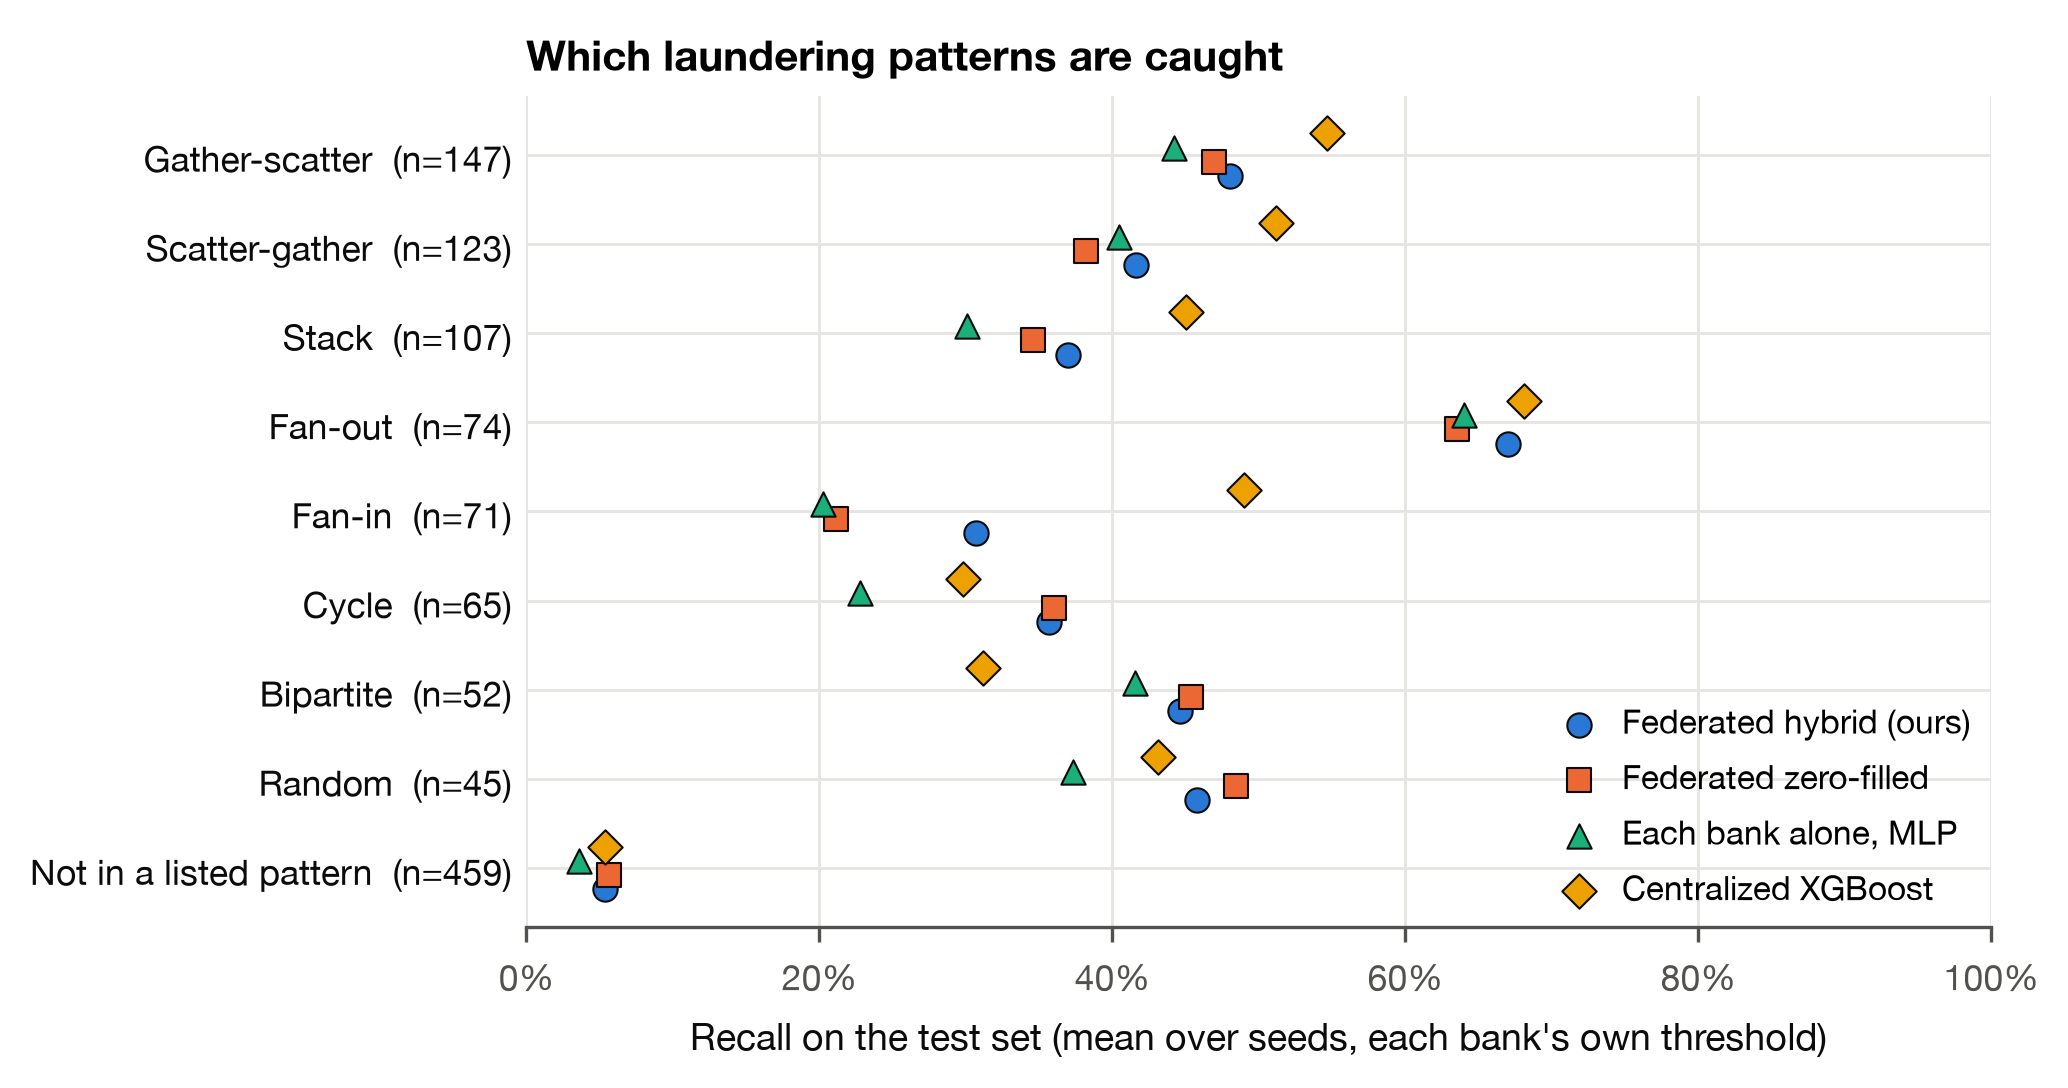 Which laundering patterns are caught
Gather-scatter (n=147)
Scatter-gather (n=123)
Stack (n=107)
Fan-out (n=74)
Fan-in (n=71)
Cycle (n=65)
Bipartite (n=52)
Random (n=45)
Not in a listed pattern (n=459)
Federated hybrid (ours)
Federated zero-filled
Each bank alone, MLP
Centralized XGBoost
0% 20% 40% 60% 80% 100%
Recall on the test set (mean over seeds, each bank's own threshold)